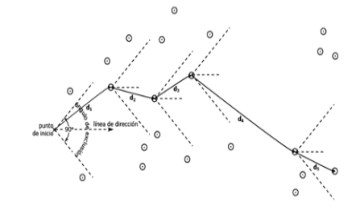 d₁
d₂
d₃
d₄
d₅
punto
de inicio
90°
línea de dirección